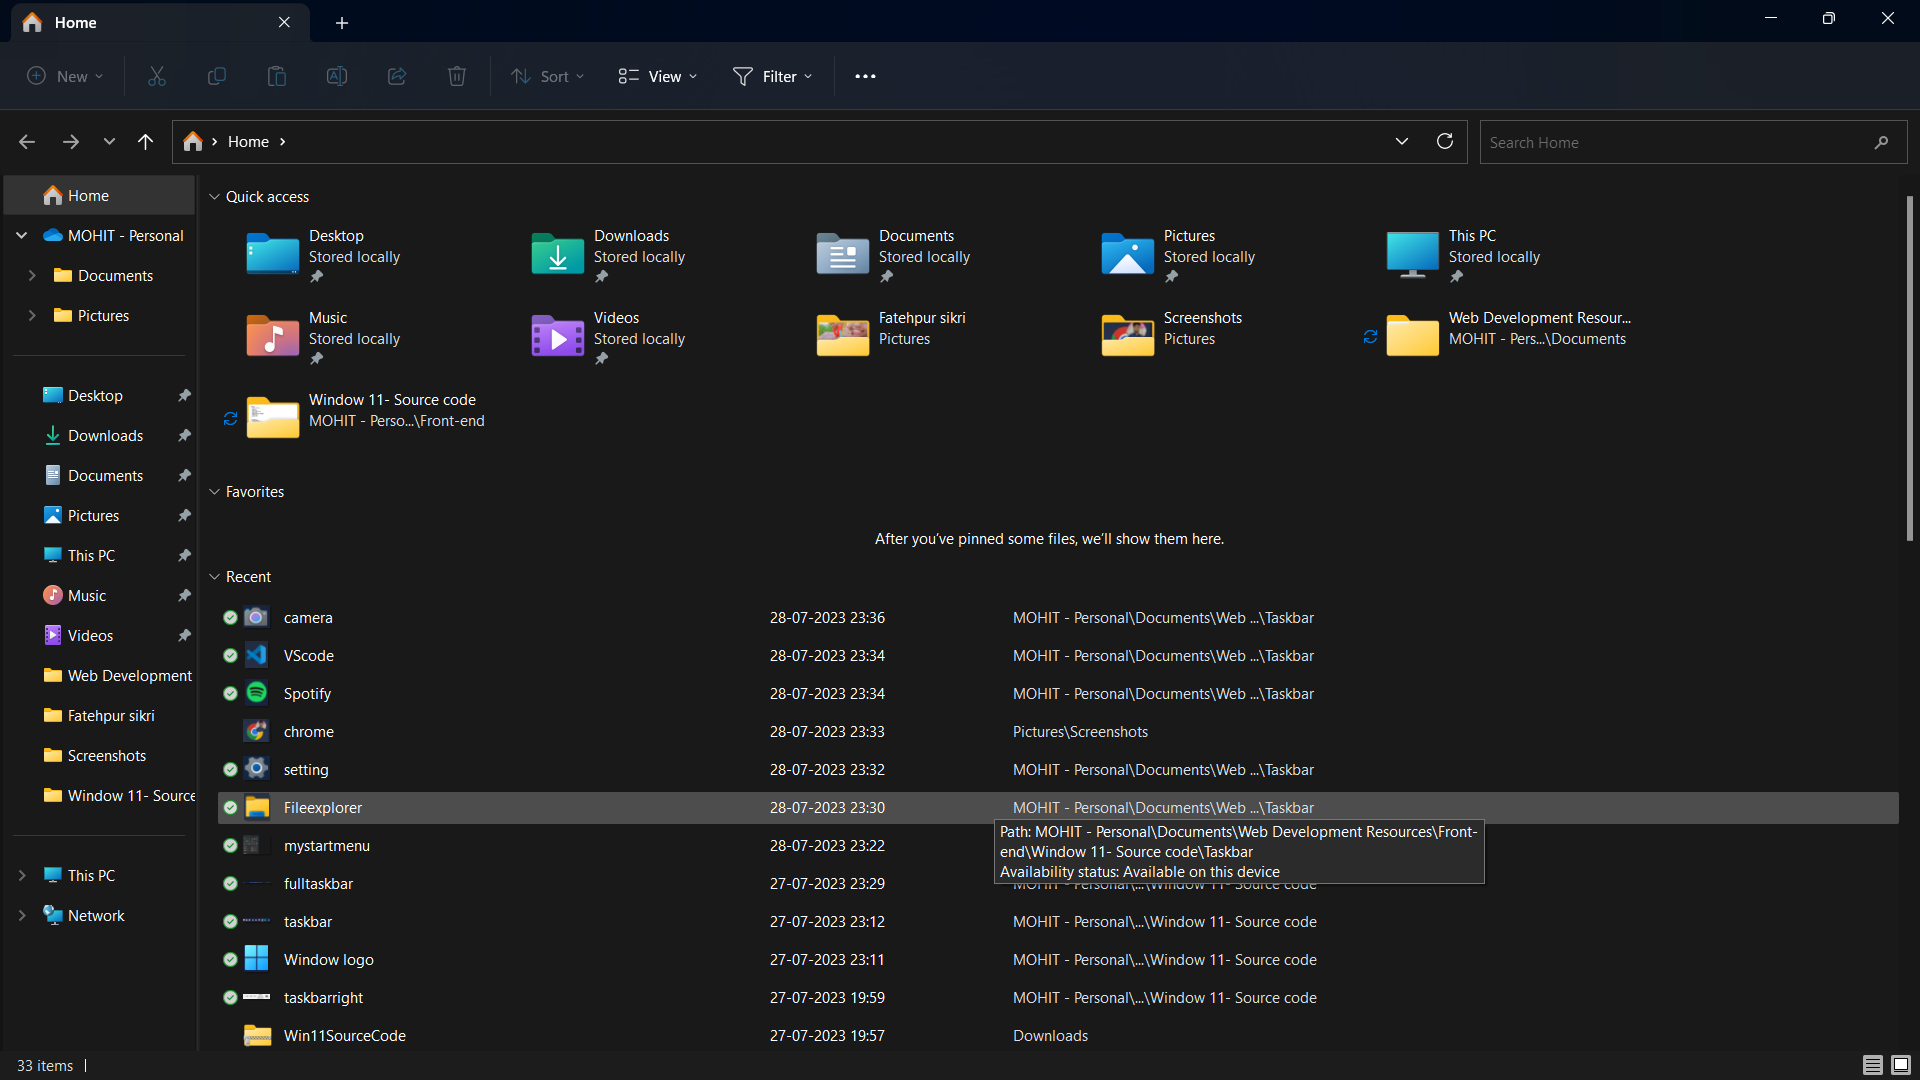 Home
New
Sort
View
Filter
Home
Search Home
Home
MOHIT - Personal
Documents
Pictures
Desktop
Downloads
Documents
Pictures
This PC
Music
Videos
Web Development
Fatehpur sikri
Screenshots
Window 11- Source
This PC
Network
Quick access
Desktop
Stored locally
Downloads
Stored locally
Documents
Stored locally
Pictures
Stored locally
This PC
Stored locally
Music
Stored locally
Videos
Stored locally
Fatehpur sikri
Pictures
Screenshots
Pictures
Web Development Resour...
MOHIT - Pers...\Documents
Window 11- Source code
MOHIT - Perso...\Front-end
Favorites
After you've pinned some files, we'll show them here.
Recent
camera 28-07-2023 23:36 MOHIT - Personal\Documents\Web ...\Taskbar
VScode 28-07-2023 23:34 MOHIT - Personal\Documents\Web ...\Taskbar
Spotify 28-07-2023 23:34 MOHIT - Personal\Documents\Web ...\Taskbar
chrome 28-07-2023 23:33 Pictures\Screenshots
setting 28-07-2023 23:32 MOHIT - Personal\Documents\Web ...\Taskbar
Fileexplorer 28-07-2023 23:30 MOHIT - Personal\Documents\Web ...\Taskbar
Path: MOHIT - Personal\Documents\Web Development Resources\Front-
end\Window 11- Source code\Taskbar
Availability status: Available on this device
mystartmenu 28-07-2023 23:22
fulltaskbar 27-07-2023 23:29 MOHIT - Personal\...\Window 11- Source code
taskbar 27-07-2023 23:12 MOHIT - Personal\...\Window 11- Source code
Window logo 27-07-2023 23:11 MOHIT - Personal\...\Window 11- Source code
taskbarright 27-07-2023 19:59 MOHIT - Personal\...\Window 11- Source code
Win11SourceCode 27-07-2023 19:57 Downloads
33 items